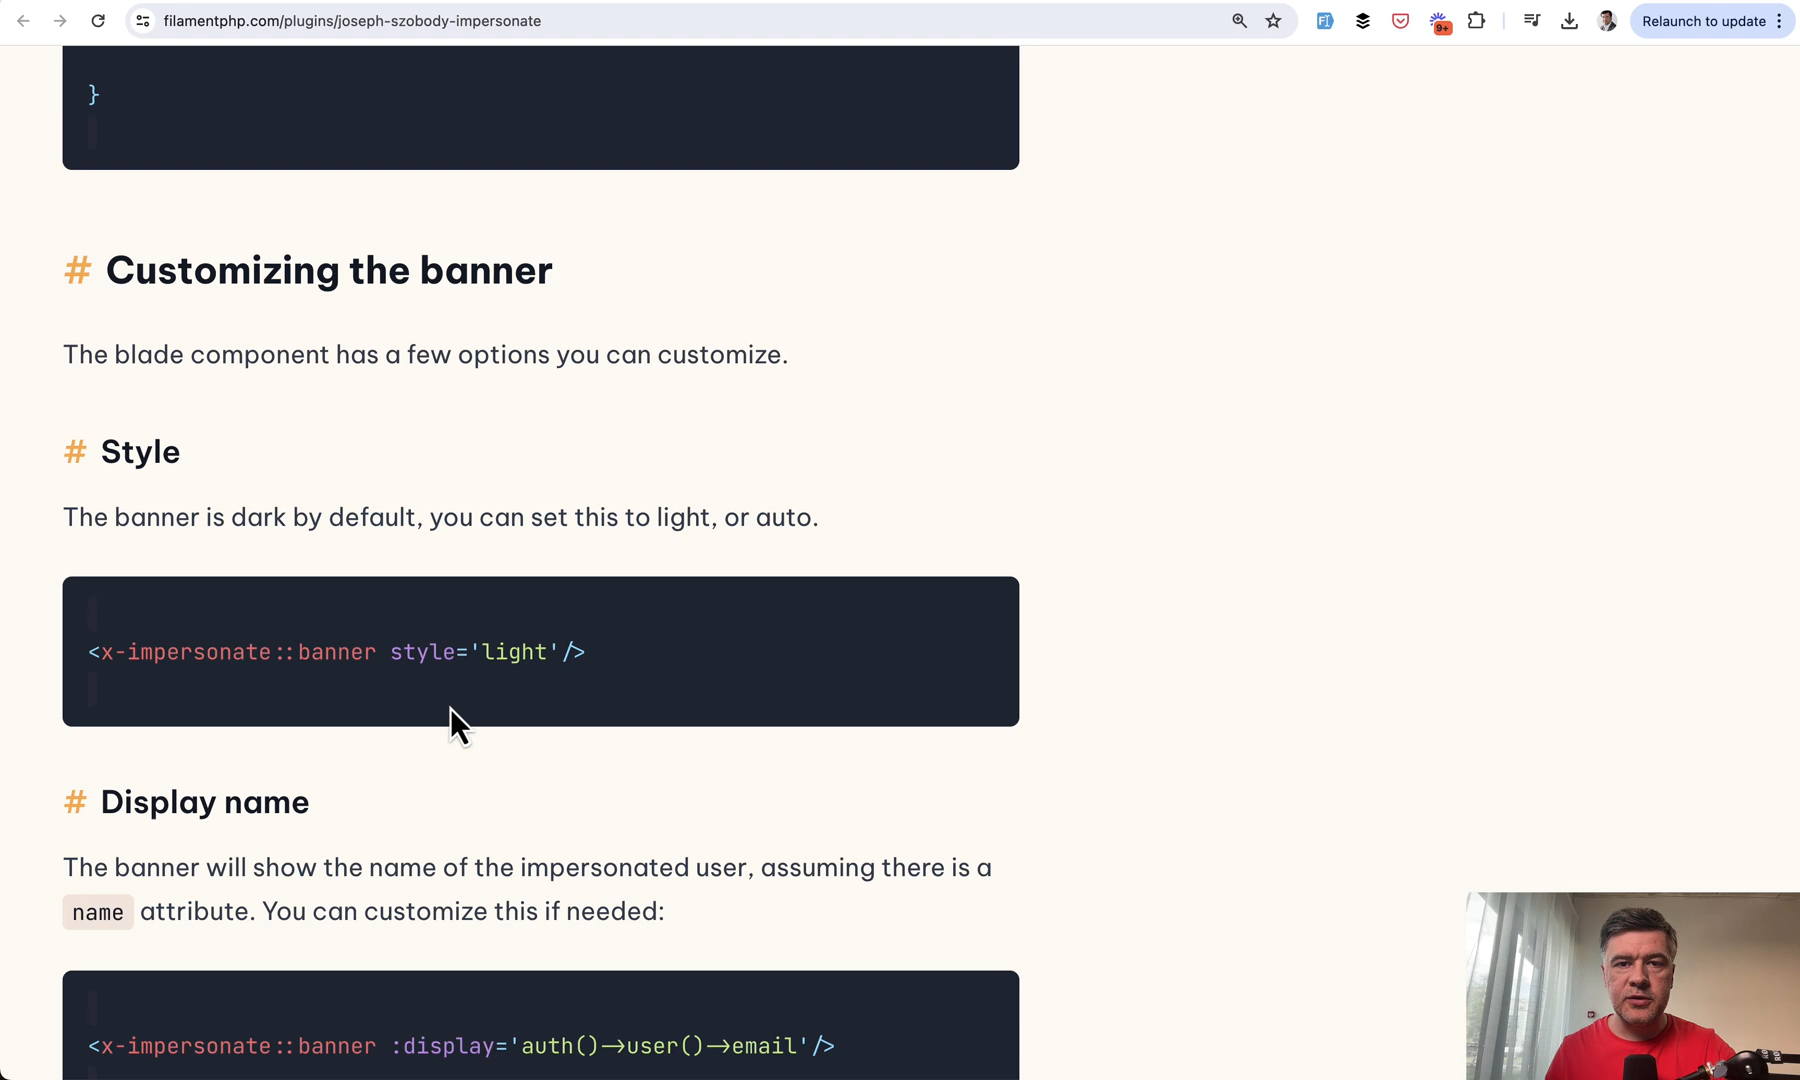 filamentphp.com/plugins/joseph-szobody-impersonate
9+
Relaunch to update
}
# Customizing the banner
The blade component has a few options you can customize.
# Style
The banner is dark by default, you can set this to light, or auto.
<x-impersonate::banner style='light'/>
# Display name
The banner will show the name of the impersonated user, assuming there is a
name attribute. You can customize this if needed:
<x-impersonate::banner :display='auth()->user()->email'/>